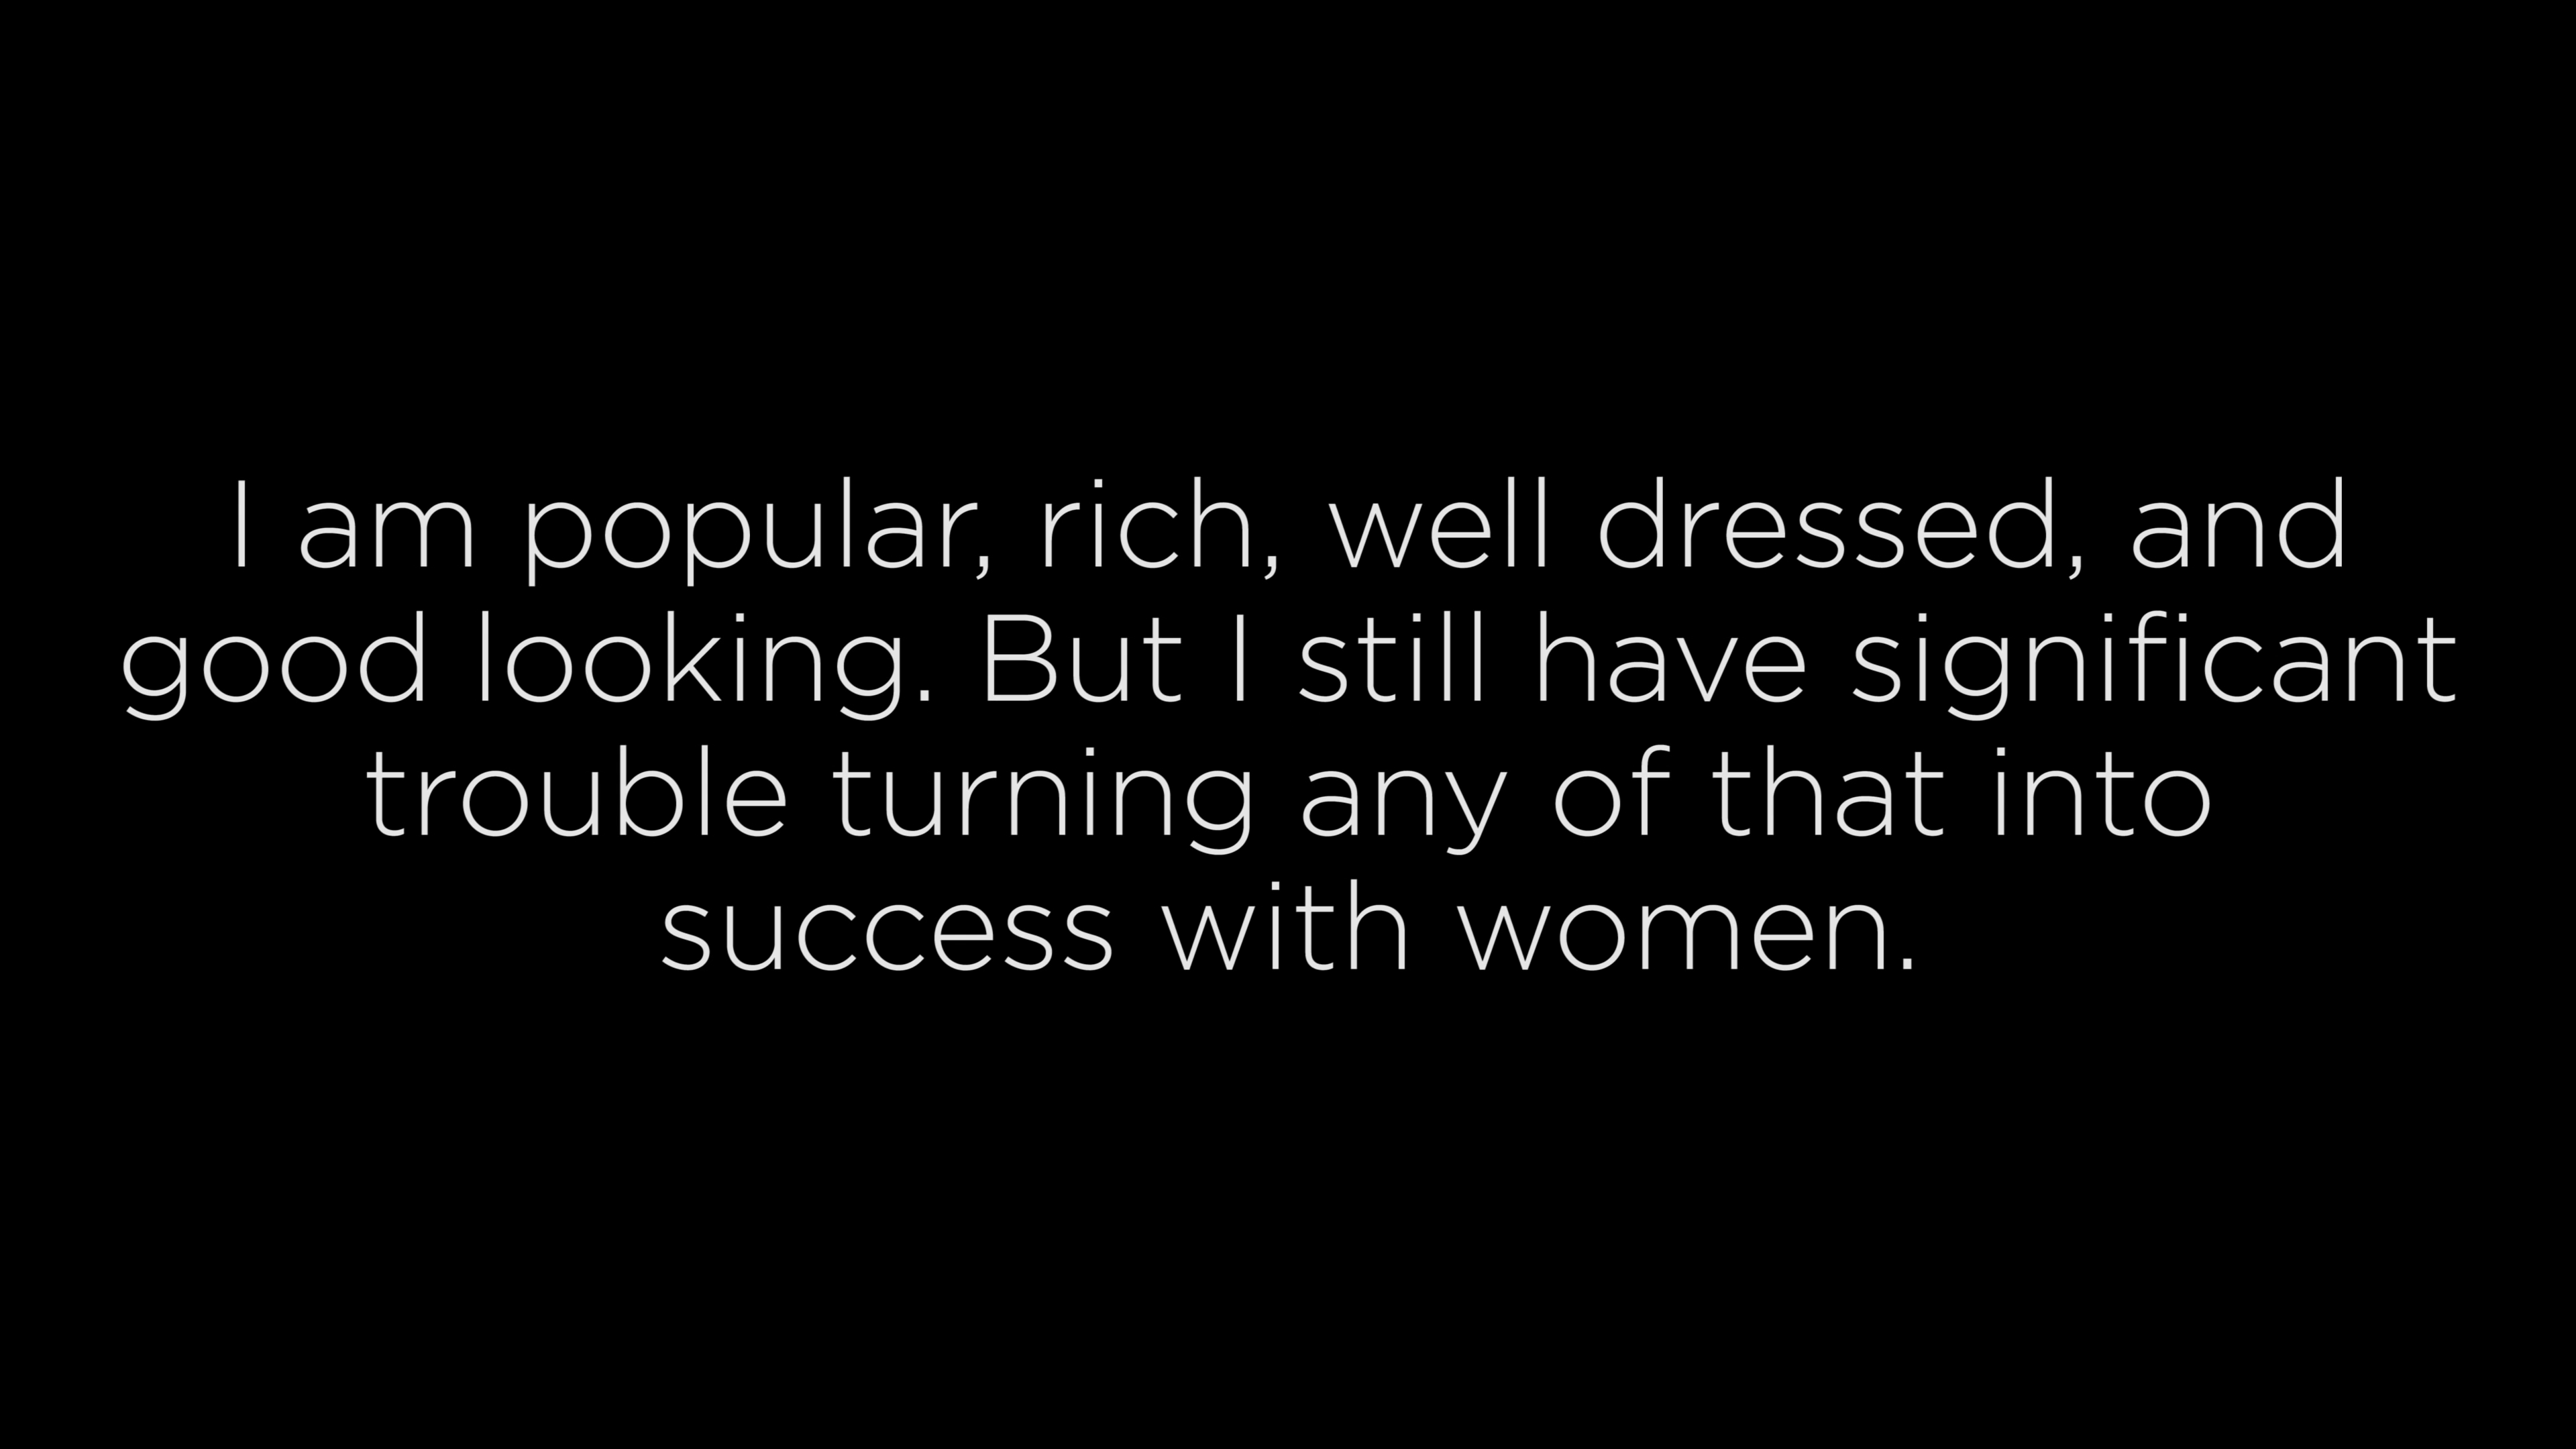 I am popular, rich, well dressed, and
good looking. But I still have significant
trouble turning any of that into
success with women.